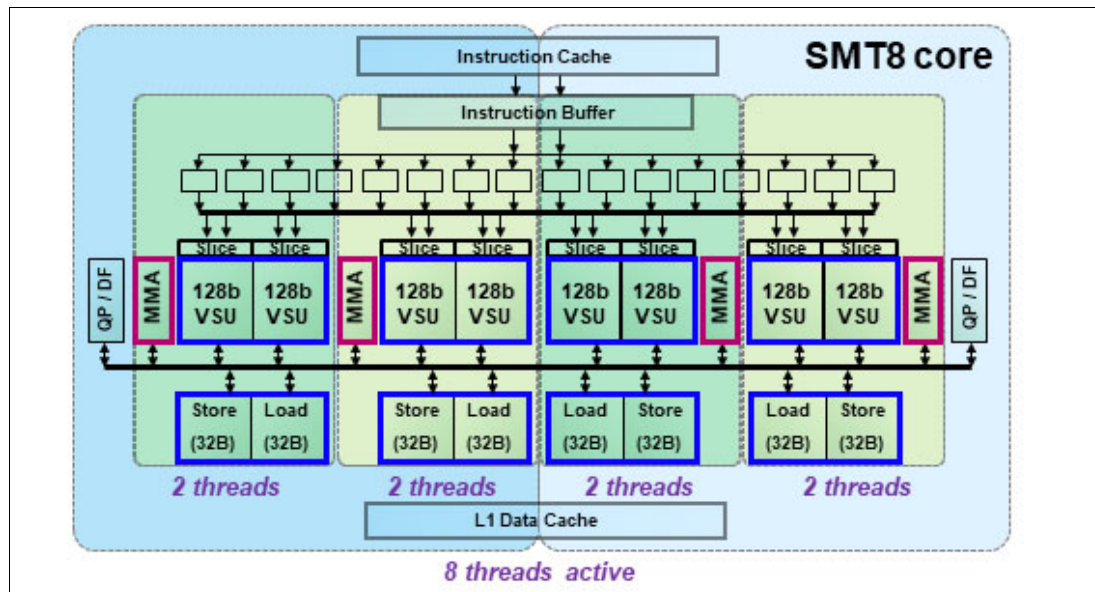 SMT8 core
Instruction Cache
Instruction Buffer
Slice Slice Slice Slice Slice Slice Slice Slice
QP / DF MMA 128b VSU 128b VSU MMA 128b VSU 128b VSU 128b VSU 128b VSU MMA 128b VSU 128b VSU MMA QP / DF
Store Load Store Load Load Store Load Store
(32B) (32B) (32B) (32B) (32B) (32B) (32B) (32B)
2 threads 2 threads 2 threads 2 threads
L1 Data Cache
8 threads active